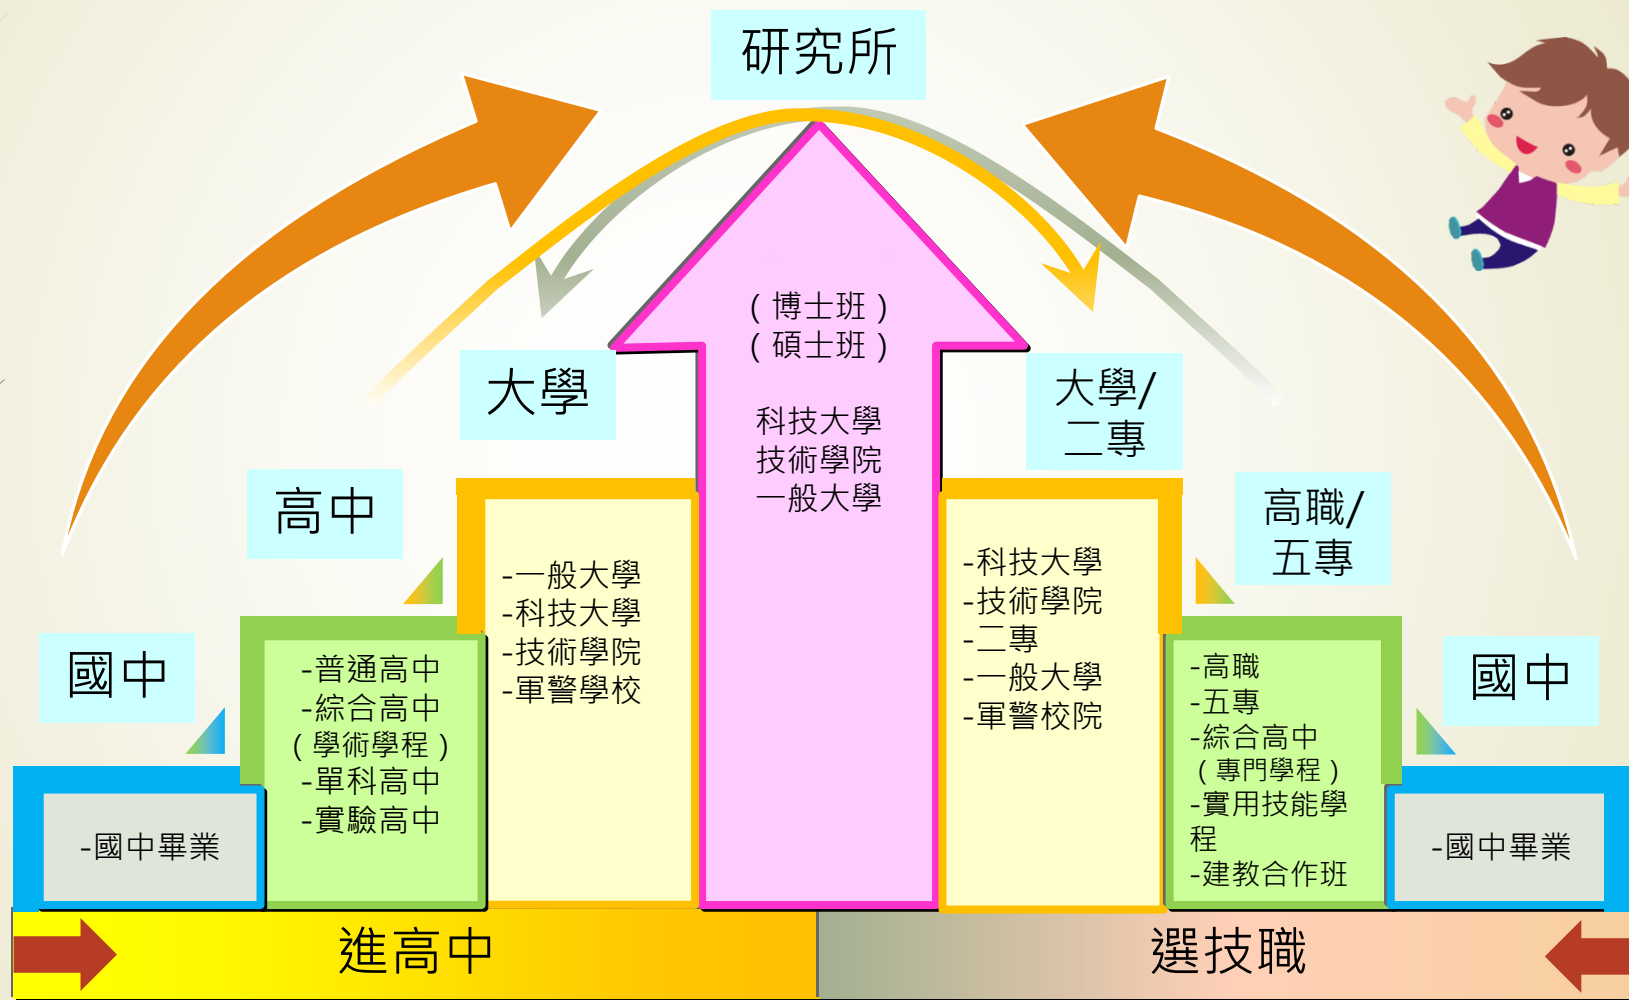 研究所
(博士班)
(碩士班)
科技大學
技術學院
一般大學
大學
大學/
二專
高中
高職/
五專
國中
國中
-一般大學
-科技大學
-技術學院
-軍警學校
-科技大學
-技術學院
-二專
-一般大學
-軍警校院
-普通高中
-綜合高中
(學術學程)
-單科高中
-實驗高中
-高職
-五專
-綜合高中
(專門學程)
-實用技能學
程
-建教合作班
-國中畢業
-國中畢業
進高中
選技職